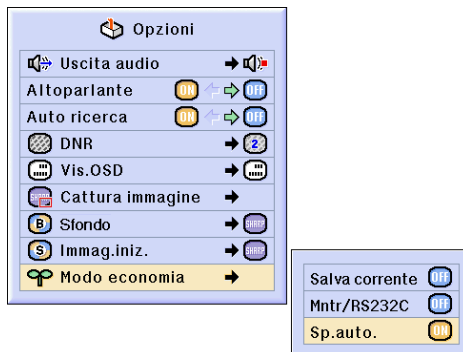 Opzioni
Uscita audio
Altoparlante ON OFF
Auto ricerca ON OFF
DNR 2
Vis.OSD
Cattura immagine
B Sfondo SHARP
S Immag.iniz. SHARP
Modo economia
Salva corrente OFF
Mntr/RS232C OFF
Sp.auto. ON